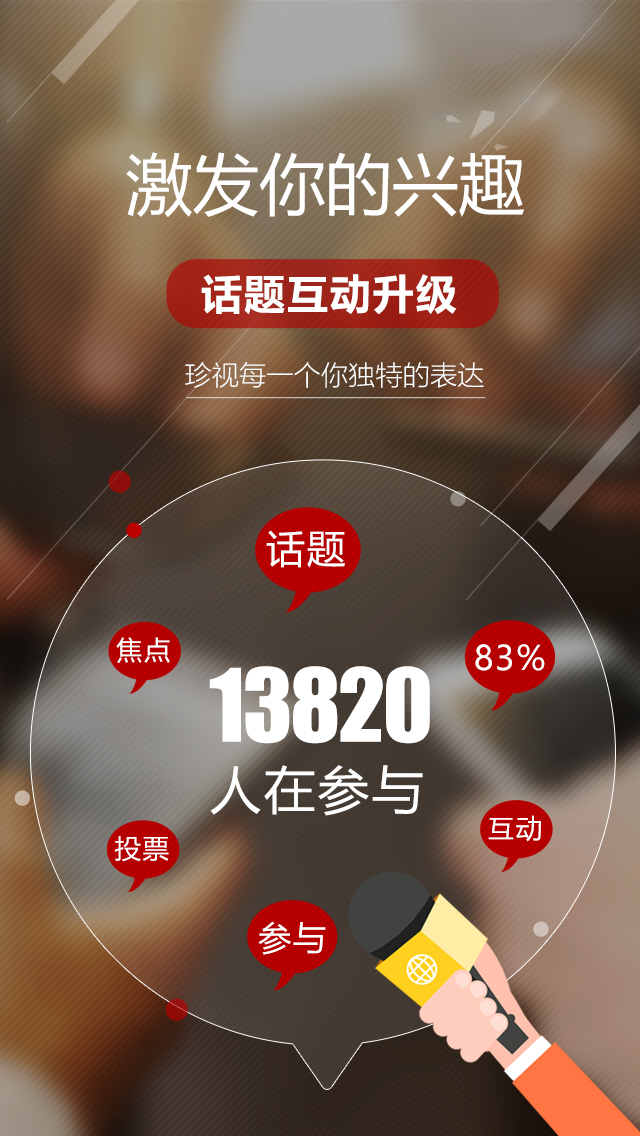 激发你的兴趣
话题互动升级
珍视每一个你独特的表达
话题
焦点
83%
13820
人在参与
互动
投票
参与